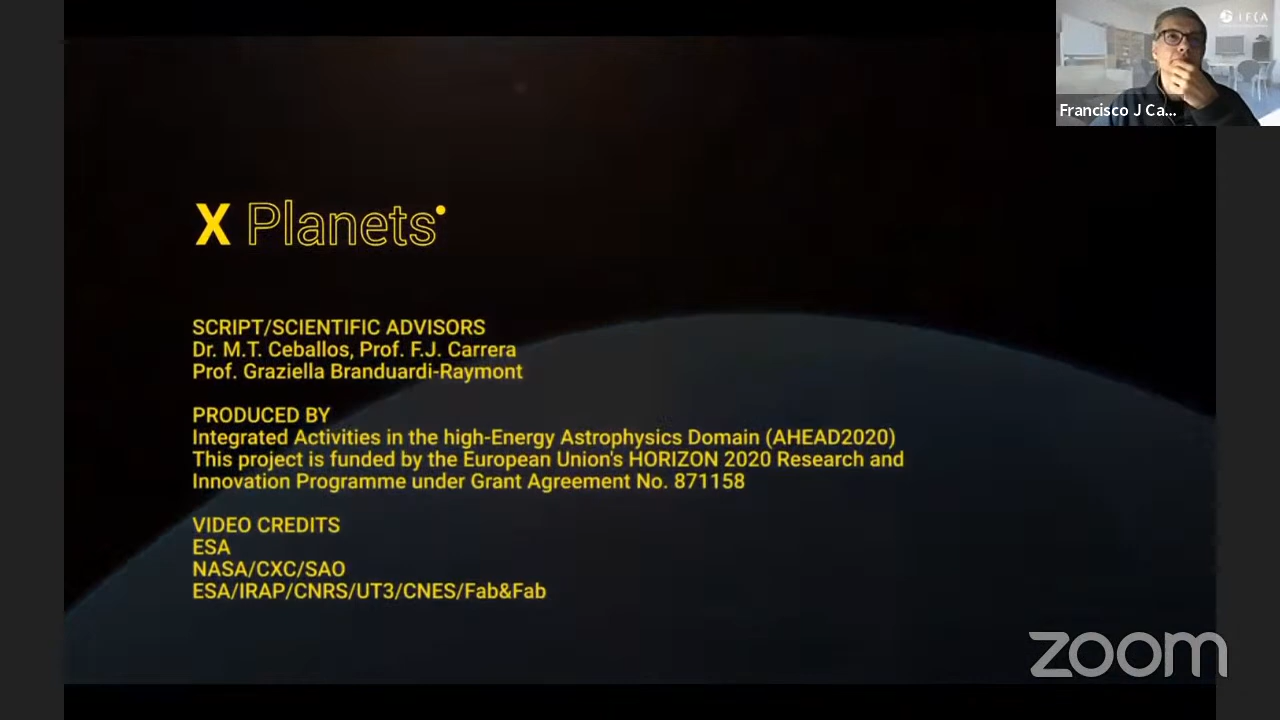 IFCA
Francisco J Ca...
X Planets
SCRIPT/SCIENTIFIC ADVISORS
Dr. M.T. Ceballos, Prof. F.J. Carrera
Prof. Graziella Branduardi-Raymont
PRODUCED BY
Integrated Activities in the high-Energy Astrophysics Domain (AHEAD2020)
This project is funded by the European Union's HORIZON 2020 Research and
Innovation Programme under Grant Agreement No. 871158
VIDEO CREDITS
ESA
NASA/CXC/SAO
ESA/IRAP/CNRS/UT3/CNES/Fab&Fab
zoom